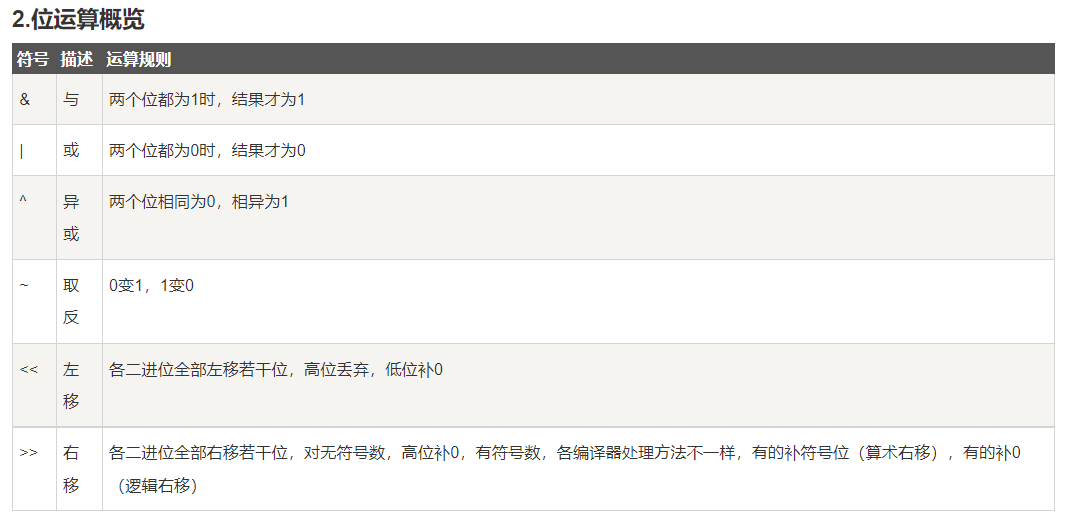 2.位运算概览
符号 描述 运算规则
& 与 两个位都为1时，结果才为1
| 或 两个位都为0时，结果才为0
^ 异 两个位相同为0，相异为1
或
~ 取 0变1，1变0
反
<< 左 各二进位全部左移若干位，高位丢弃，低位补0
移
>> 右 各二进位全部右移若干位，对无符号数，高位补0，有符号数，各编译器处理方法不一样，有的补符号位（算术右移），有的补0
移 （逻辑右移）